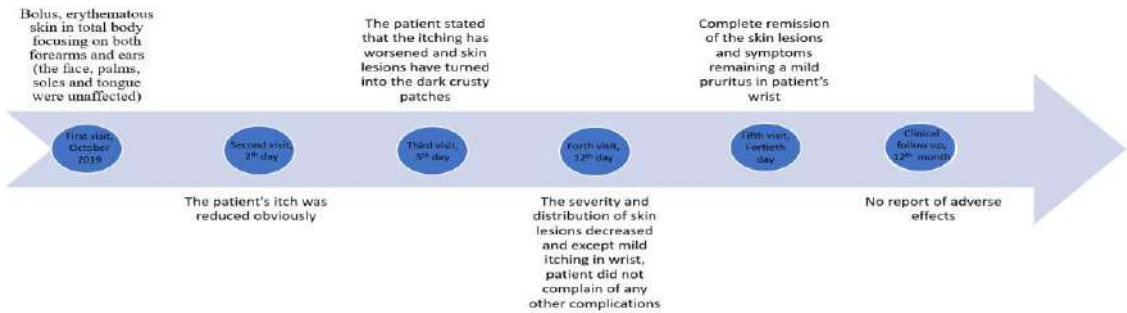 Bolus, erythematous
skin in total body
focusing on both
forearms and ears
(the face, palms,
soles and tongue
were unaffected)
The patient stated
that the itching has
worsened and skin
lesions have turned
into the dark crusty
patches
Complete remission
of the skin lesions
and symptoms
remaining a mild
pruritus in patient's
wrist
First visit,
October
2019
Second visit,
2th day
Third visit,
5th day
Forth visit,
12th day
Fifth visit,
Fortieth
day
Clinical
follow up,
12th month
The patient's itch was
reduced obviously
The severity and
distribution of skin
lesions decreased
and except mild
itching in wrist,
patient did not
complain of any
other complications
No report of adverse
effects